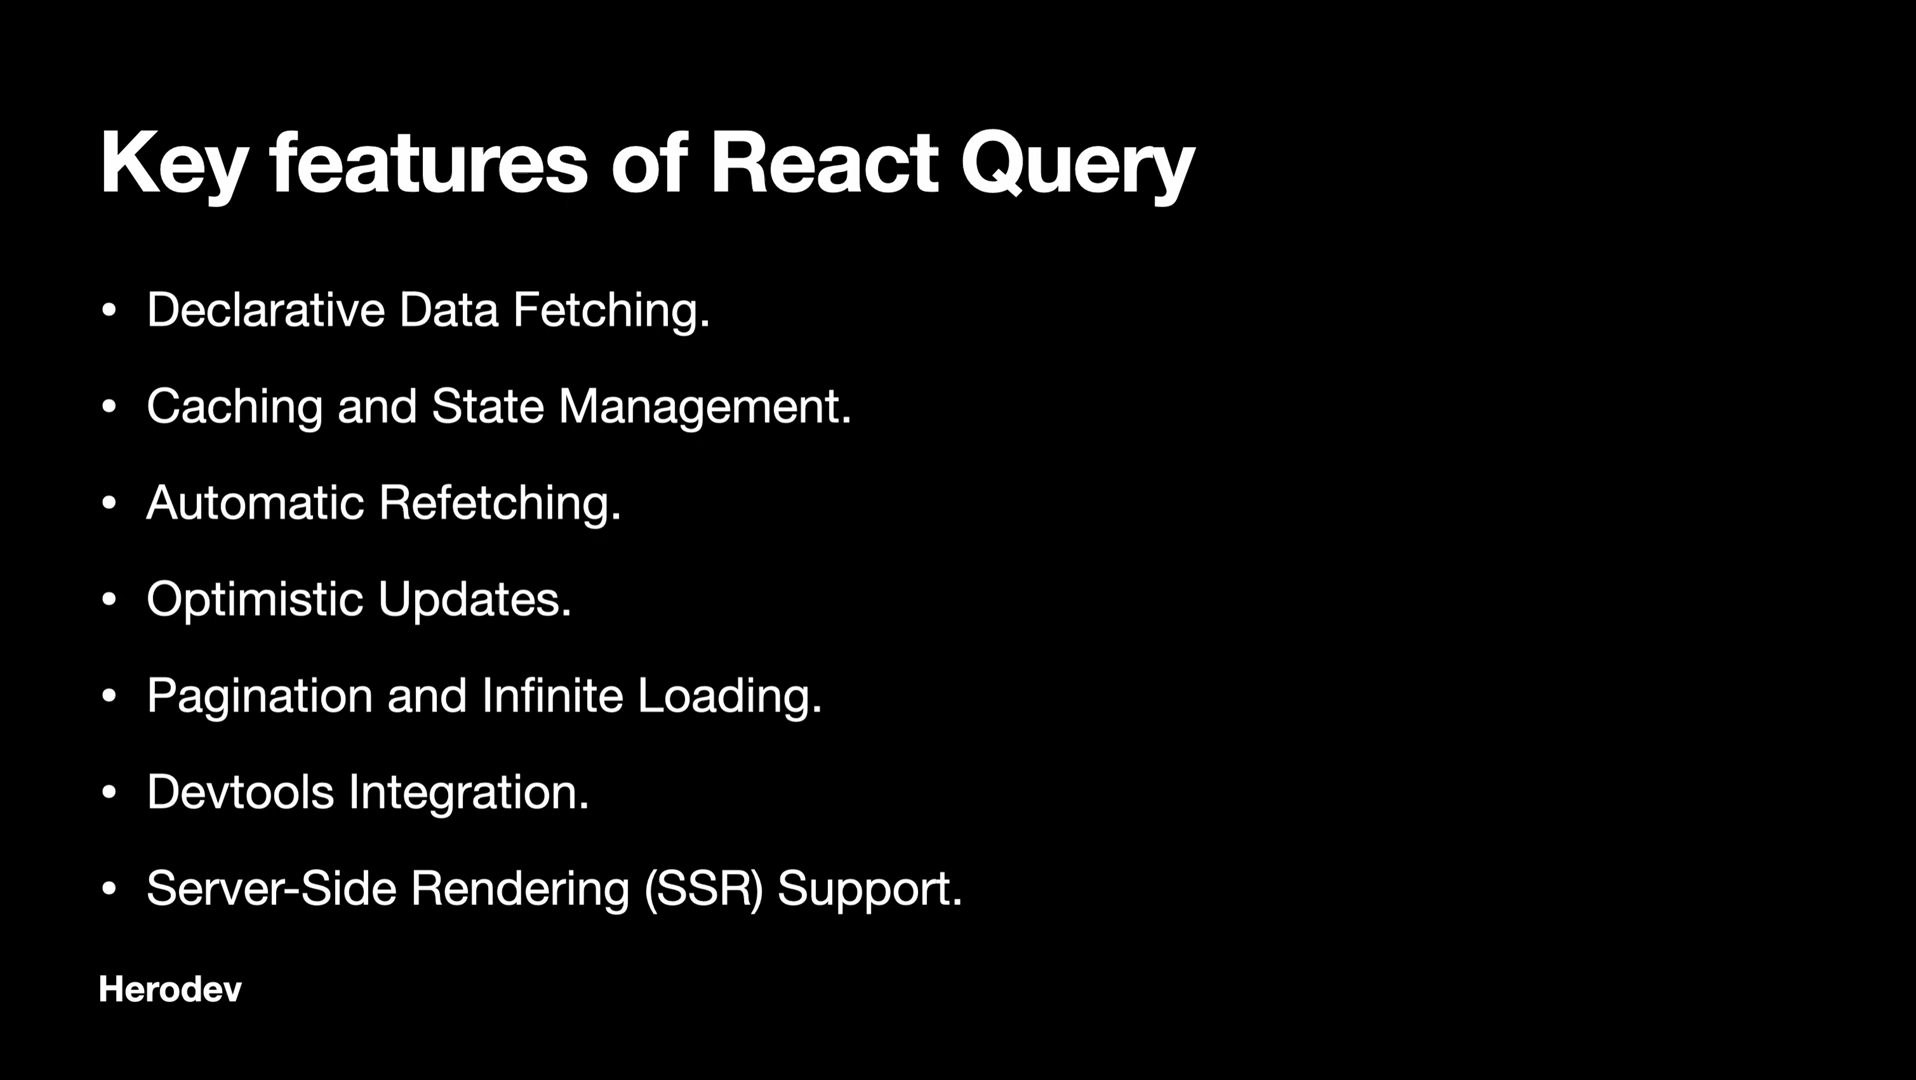 Key features of React Query
• Declarative Data Fetching.
• Caching and State Management.
• Automatic Refetching.
• Optimistic Updates.
• Pagination and Infinite Loading.
• Devtools Integration.
• Server-Side Rendering (SSR) Support.
Herodev